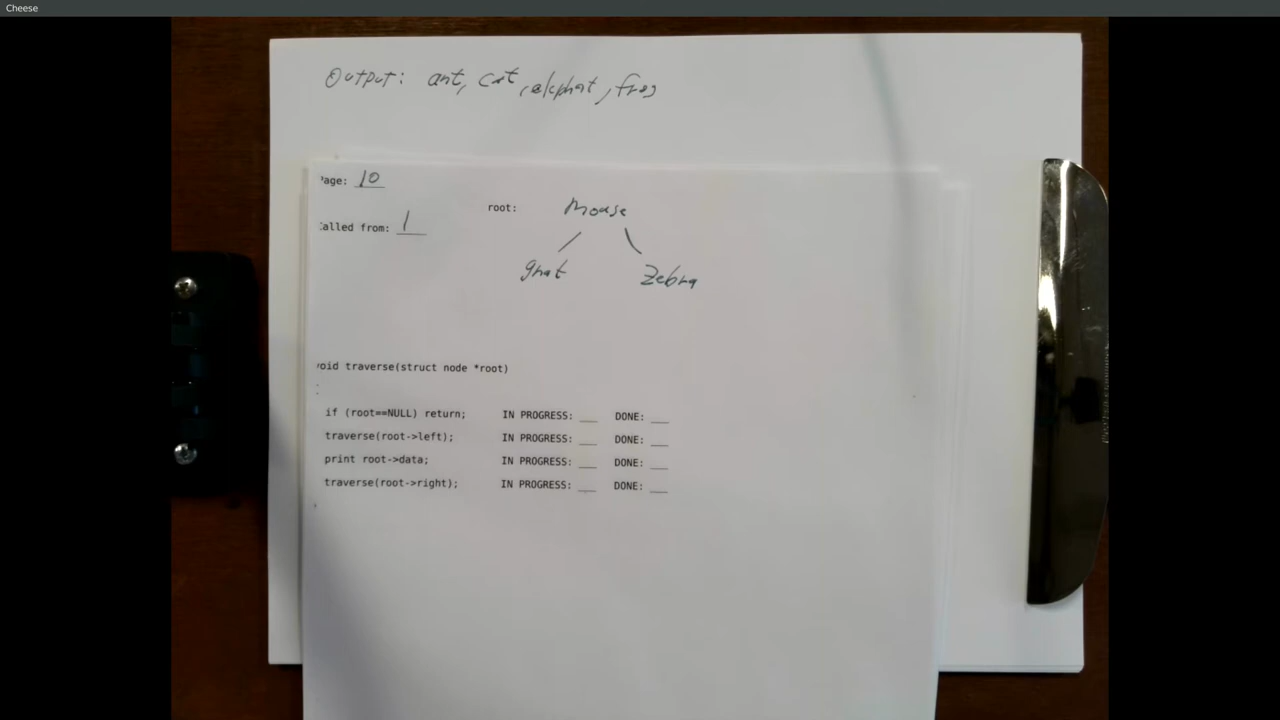 Cheese
Output: ant, cat, elephat, frog
Page: 10
root: Mouse
Called from: 1
gnat Zebra
void traverse(struct node *root)
if (root==NULL) return; IN PROGRESS: ___ DONE: ___
traverse(root->left); IN PROGRESS: ___ DONE: ___
print root->data; IN PROGRESS: ___ DONE: ___
traverse(root->right); IN PROGRESS: ___ DONE: ___